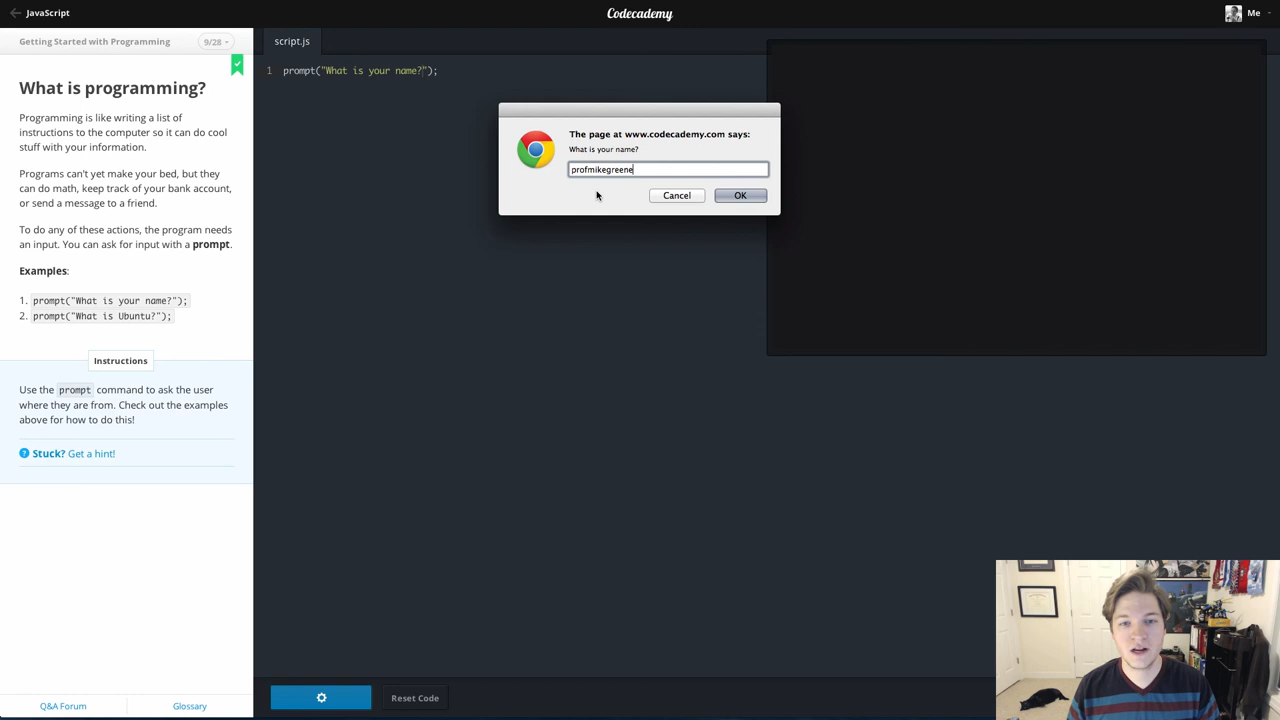 JavaScript
Codecademy
Me
Getting Started with Programming
9/28
script.js
What is programming?
Programming is like writing a list of
instructions to the computer so it can do cool
stuff with your information.
Programs can't yet make your bed, but they
can do math, keep track of your bank account,
or send a message to a friend.
To do any of these actions, the program needs
an input. You can ask for input with a prompt.
Examples:
1. prompt("What is your name?");
2. prompt("What is Ubuntu?");
Instructions
Use the prompt command to ask the user
where they are from. Check out the examples
above for how to do this!
? Stuck? Get a hint!
Q&A Forum
Glossary
1 prompt("What is your name?");
The page at www.codecademy.com says:
What is your name?
profmikegreene
Cancel
OK
Reset Code